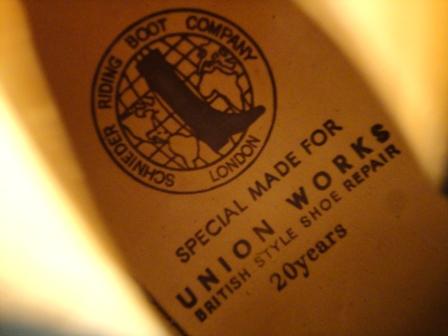 SCHNIEDER RIDING BOOT COMPANY
LONDON
SPECIAL MADE FOR
UNION WORKS
BRITISH STYLE SHOE REPAIR
20years